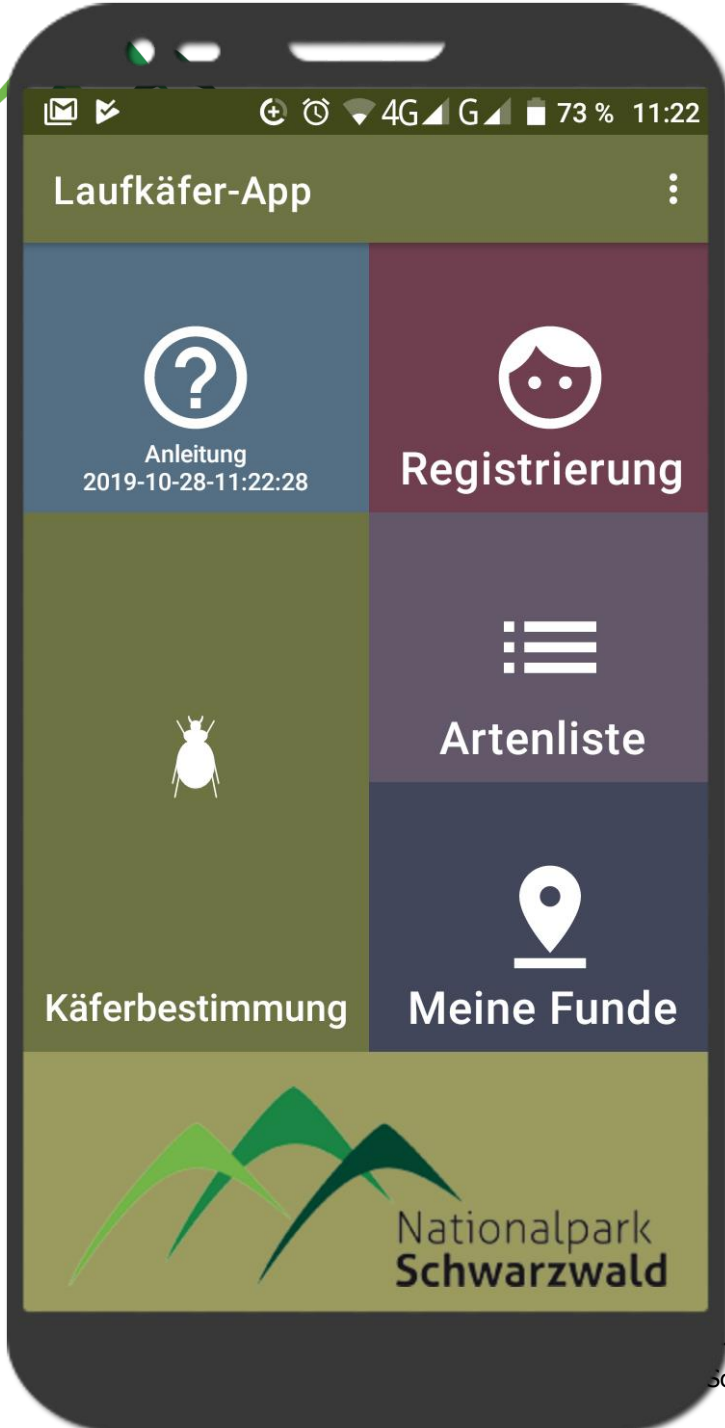 4G G 73 % 11:22
Laufkäfer-App
Anleitung
2019-10-28-11:22:28
Registrierung
Artenliste
Käferbestimmung
Meine Funde
Nationalpark
Schwarzwald